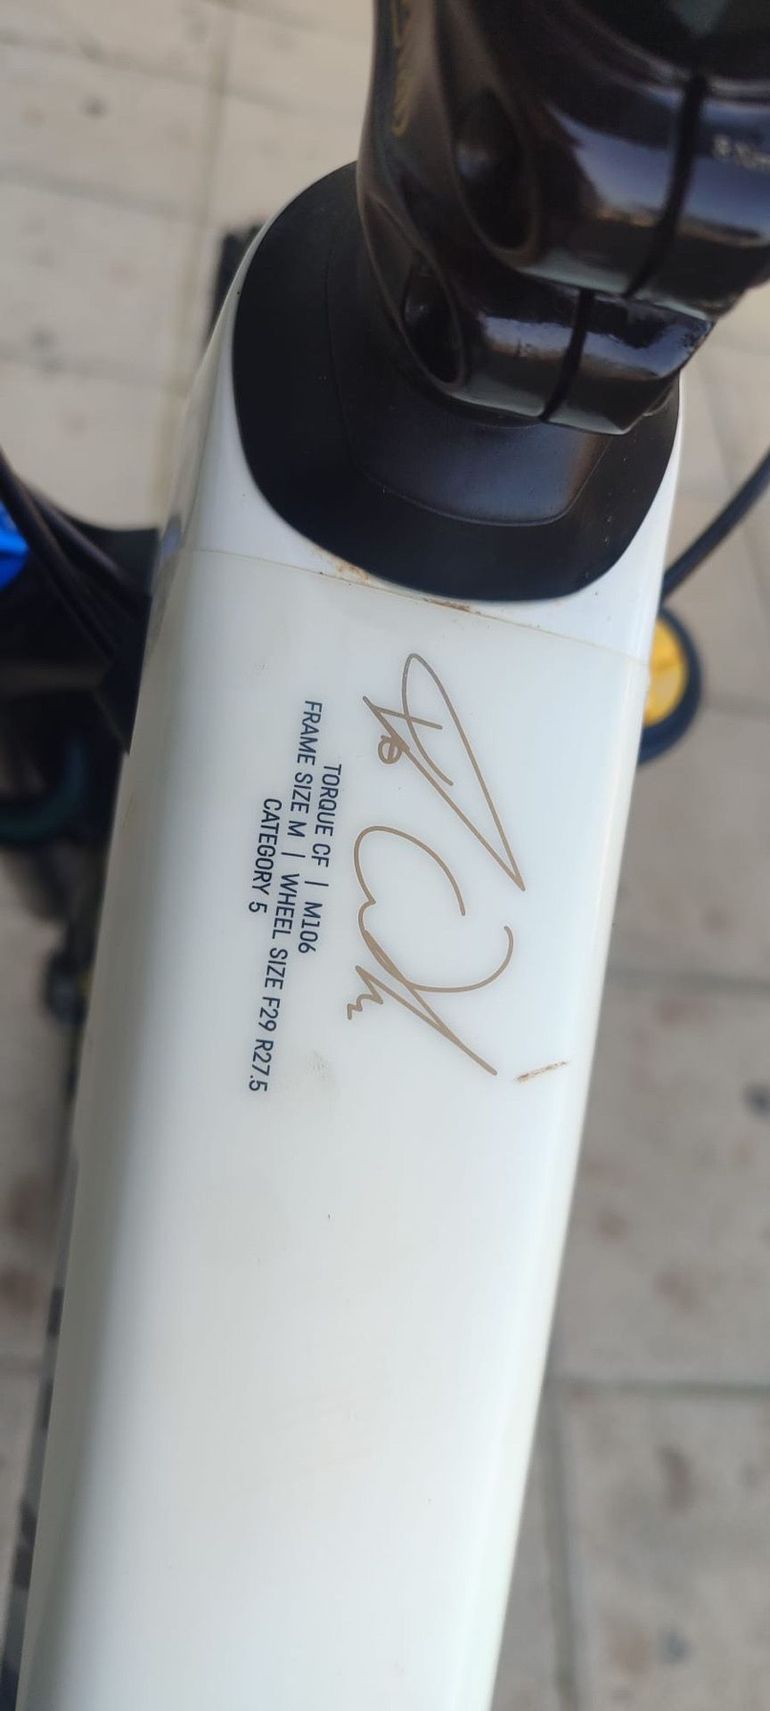 TORQUE CF | M106
FRAME SIZE M | WHEEL SIZE F29 R27.5
CATEGORY 5